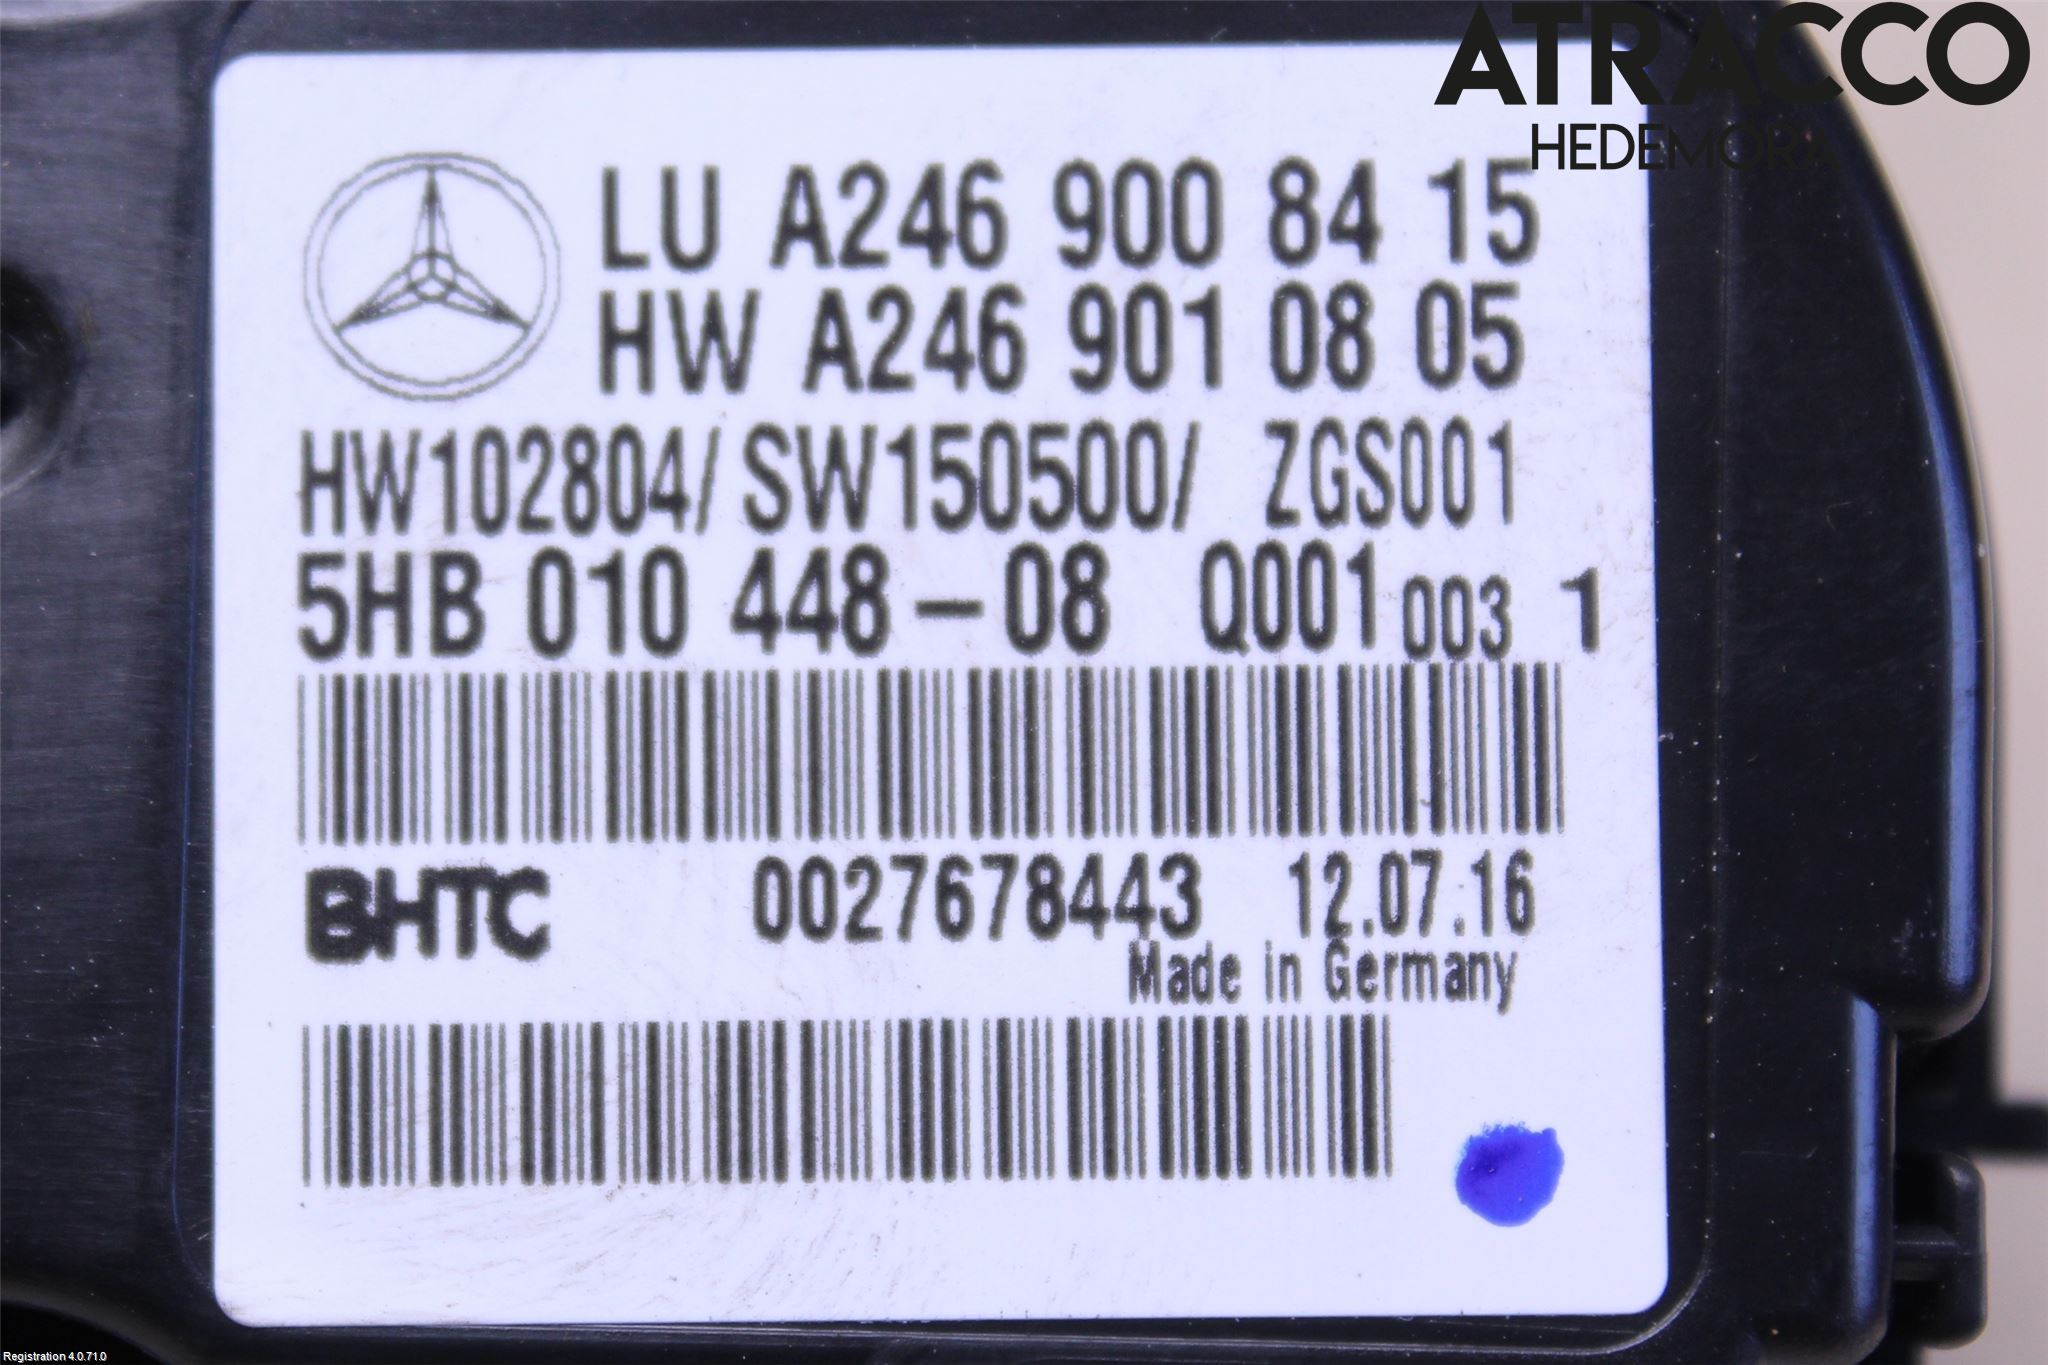 ATRACCO
HEDEMORA
LU A246 900 84 15
HW A246 901 08 05
HW102804/SW150500/ ZGS001
5HB 010 448-08 Q001 003 1
BHTC 0027678443 12.07.16
Made in Germany
Registration 4.0.71.0